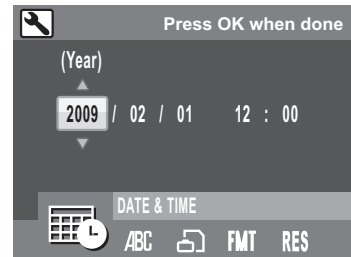 Press OK when done
(Year)
2009 / 02 / 01 12 : 00
DATE & TIME
ABC FMT RES